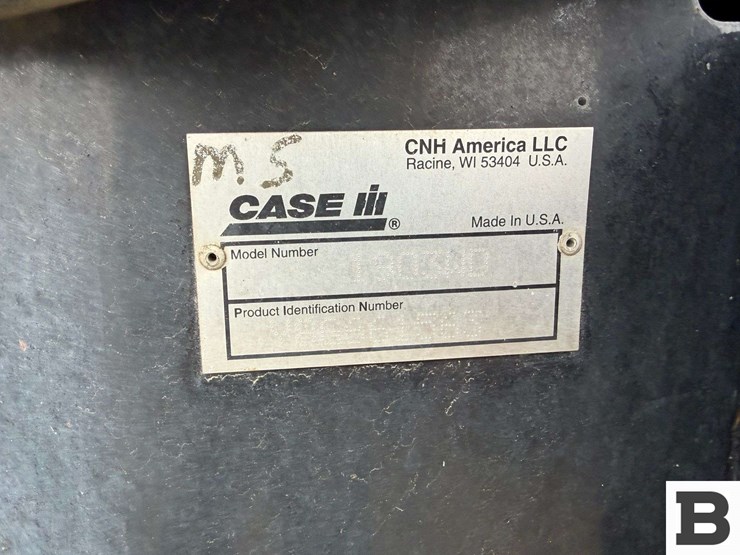 M.S
CNH America LLC
Racine, WI 53404 U.S.A.
CASE IH ®
Made In U.S.A.
Model Number
Product Identification Number
B